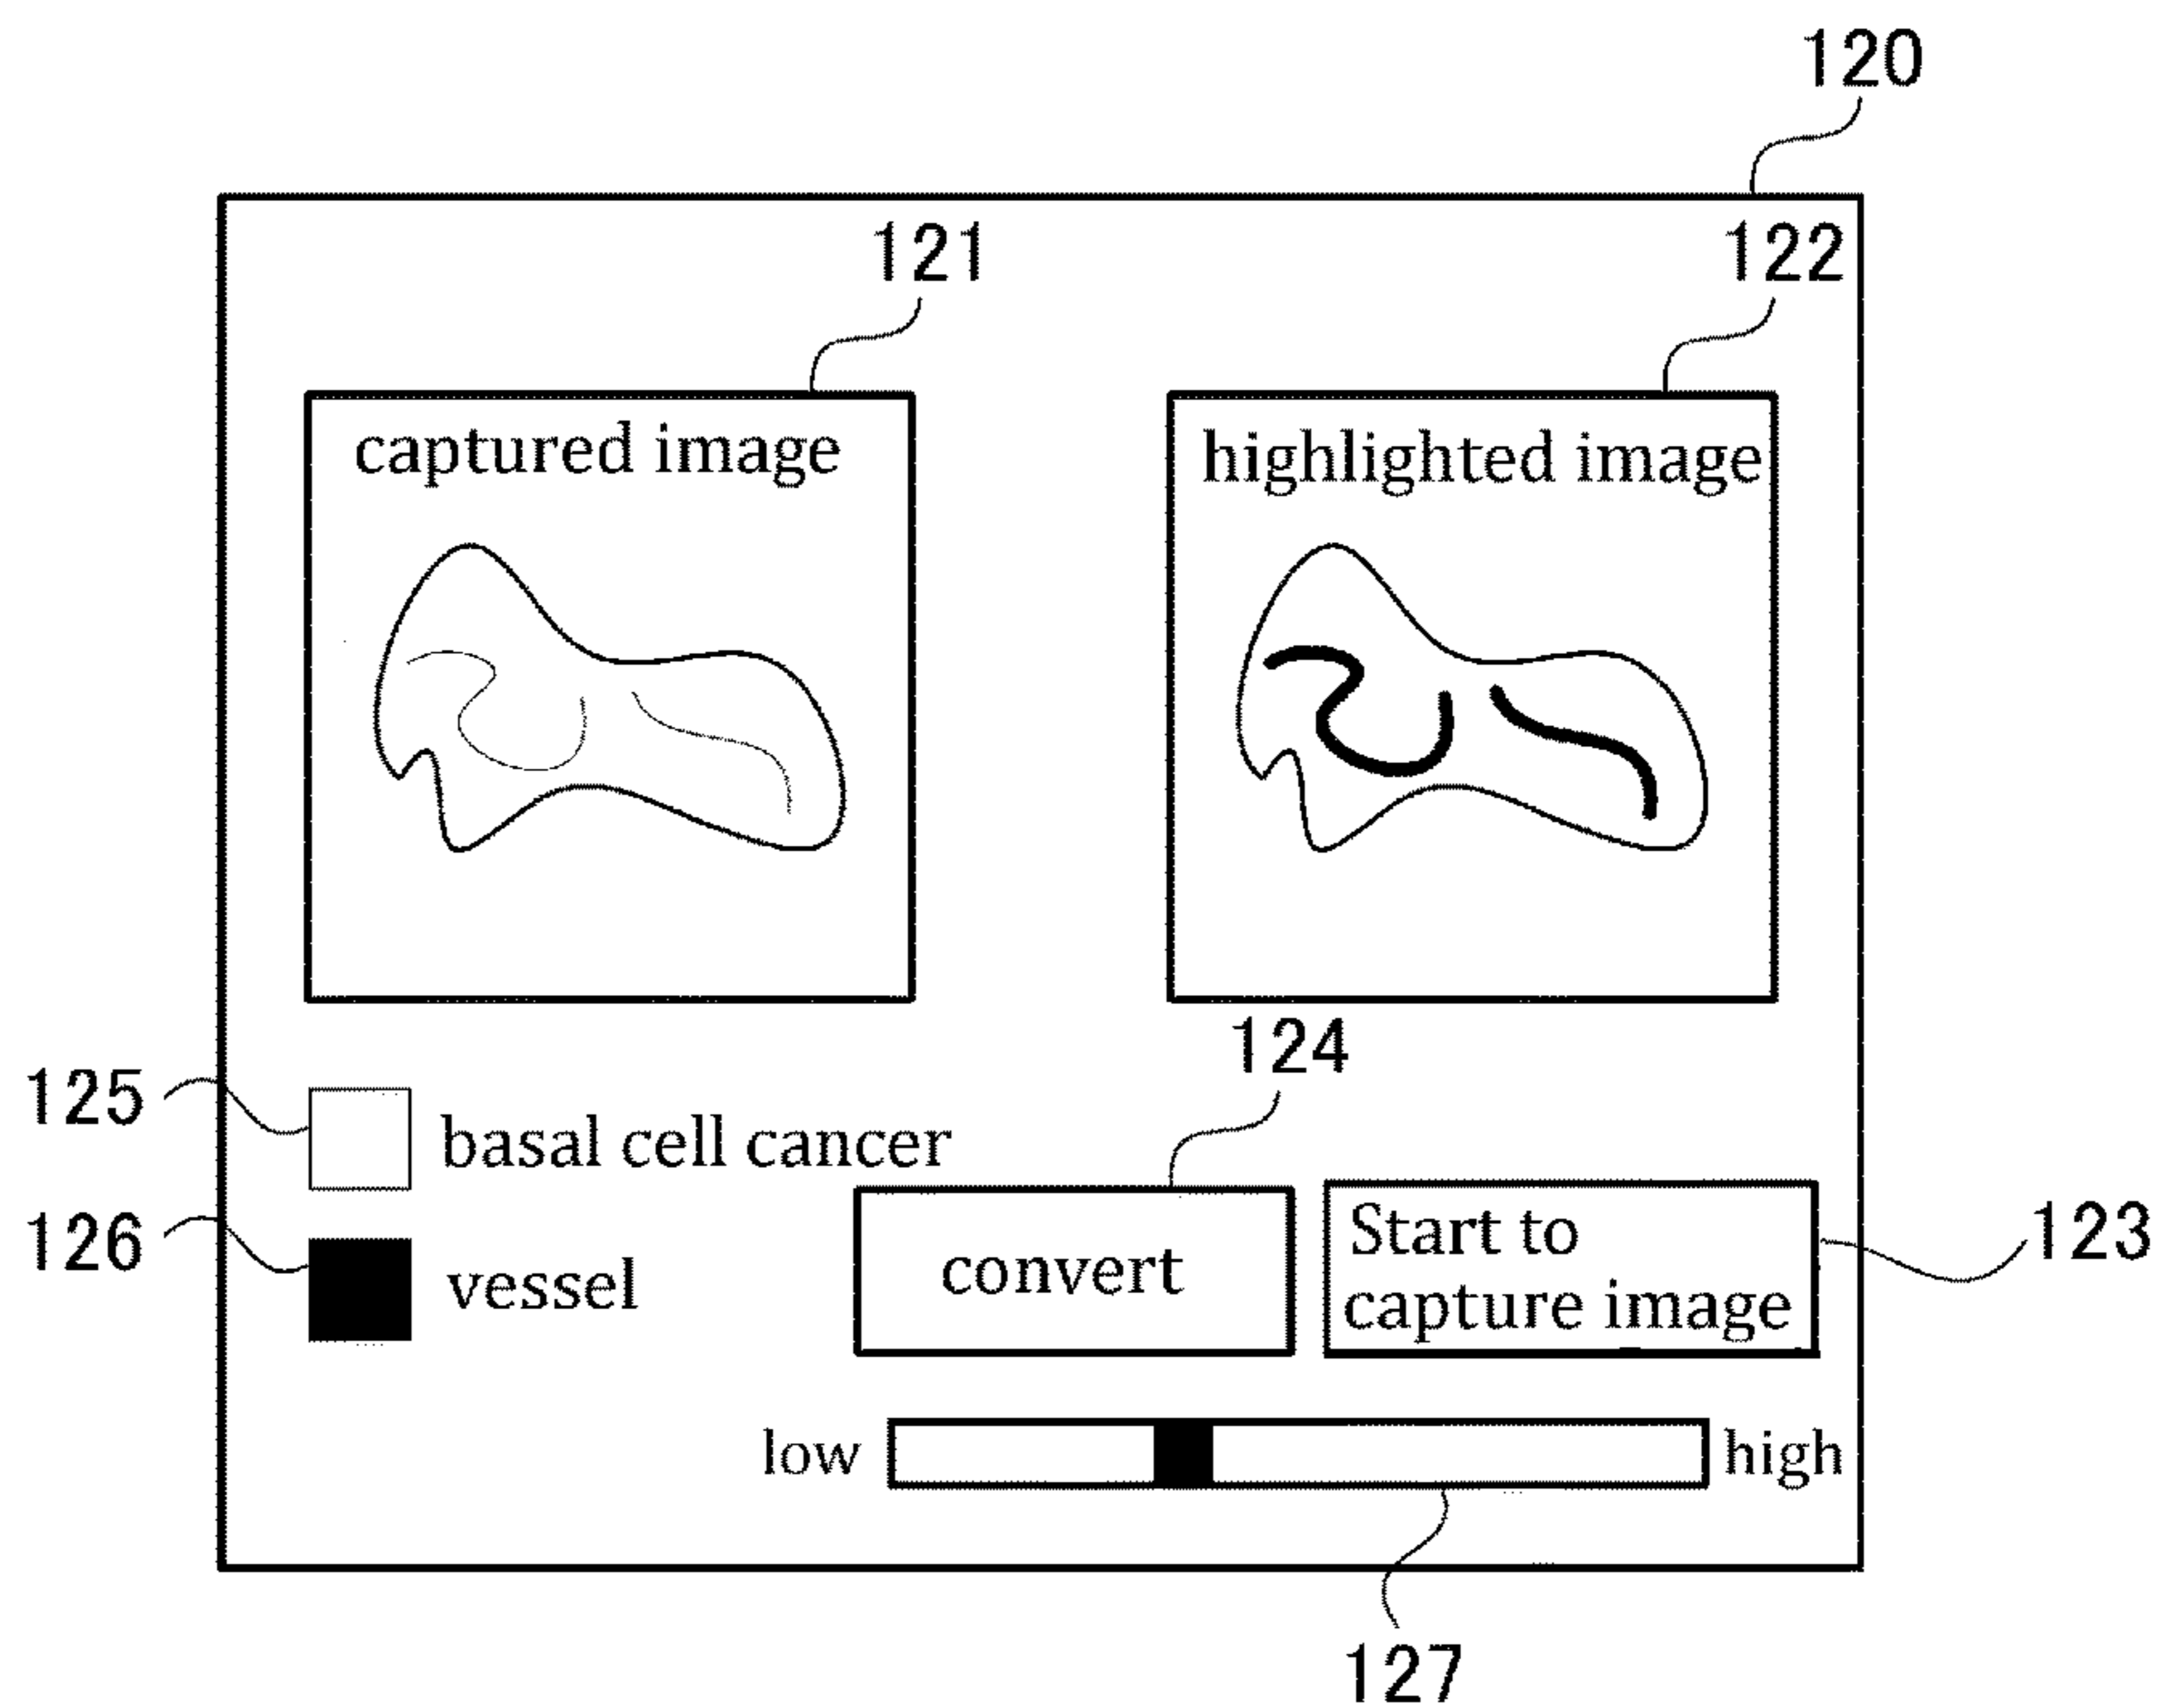 120
121
122
captured image
highlighted image
124
125
basal cell cancer
126
vessel
convert
Start to
capture image
123
low
high
127